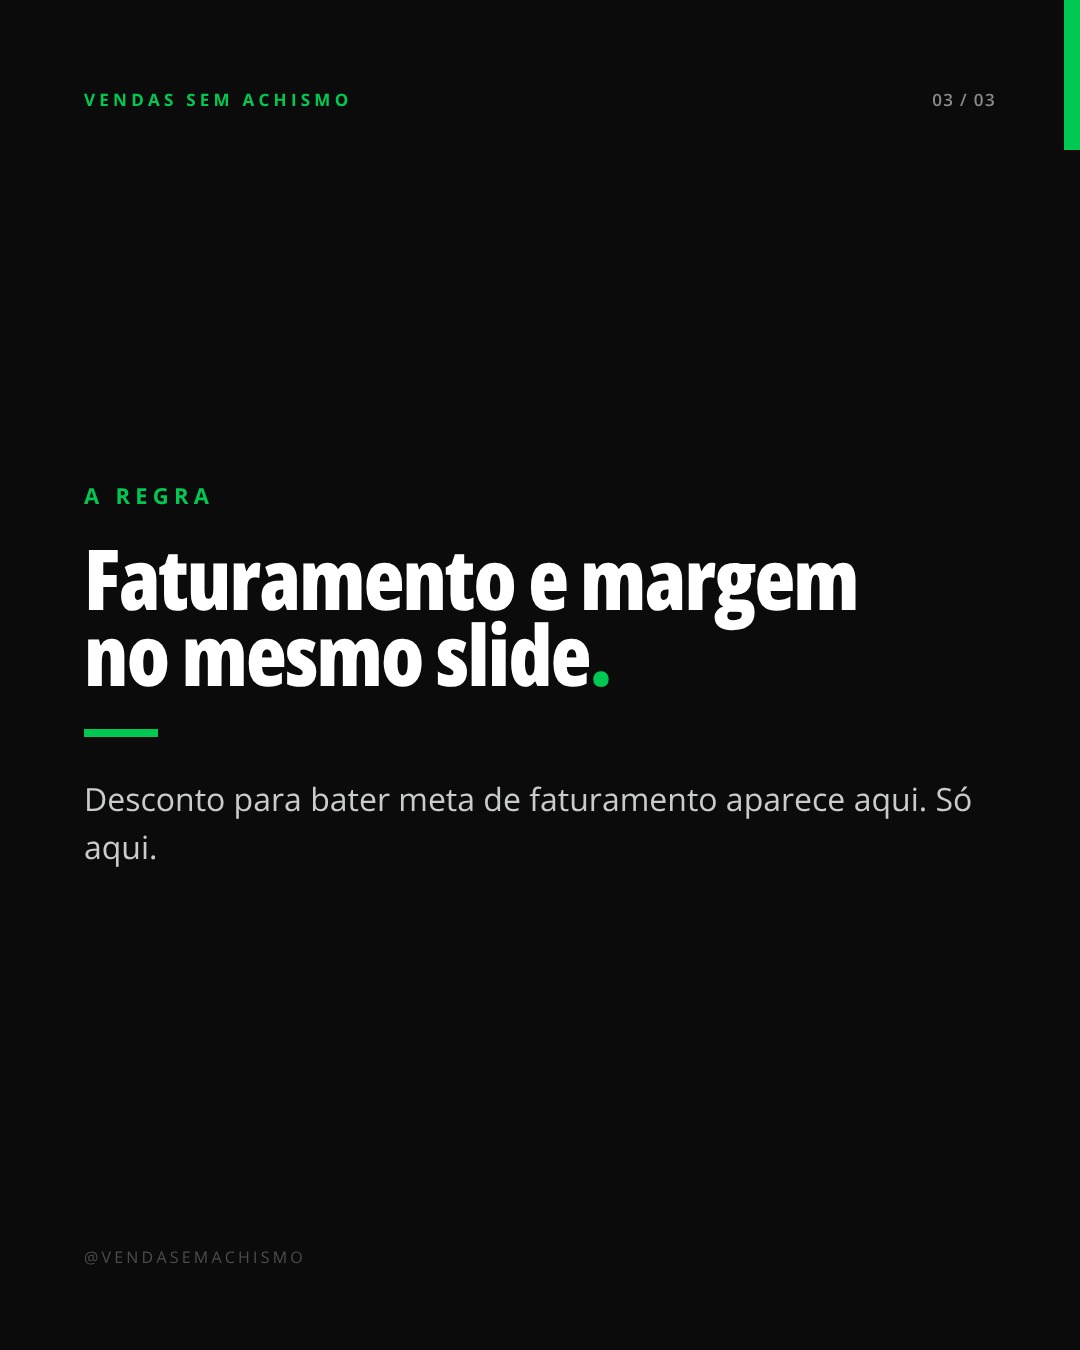 VENDAS SEM ACHISMO
03 / 03
A REGRA
Faturamento e margem
no mesmo slide.
Desconto para bater meta de faturamento aparece aqui. Só
aqui.
@VENDASEMACHISMO